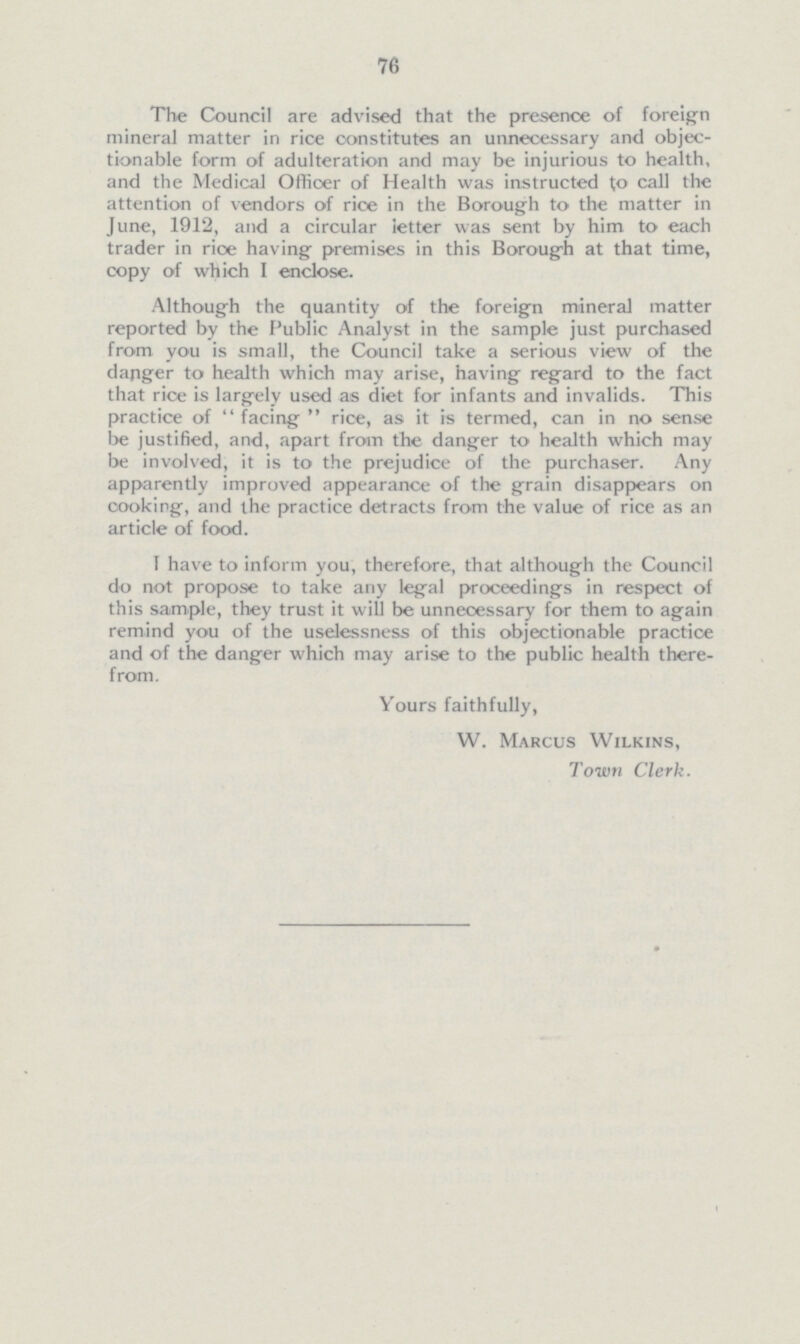 76
The Council are advised that the presence of foreign
mineral matter in rice constitutes an unnecessary and objec-
tionable form of adulteration and may be injurious to health,
and the Medical Officer of Health was instructed to call the
attention of vendors of rice in the Borough to the matter in
June, 1912, and a circular letter was sent by him to each
trader in rice having premises in this Borough at that time,
copy of which I enclose.
Although the quantity of the foreign mineral matter
reported by the Public Analyst in the sample just purchased
from you is small, the Council take a serious view of the
danger to health which may arise, having regard to the fact
that rice is largely used as diet for infants and invalids. This
practice of " facing " rice, as it is termed, can in no sense
be justified, and, apart from the danger to health which may
be involved, it is to the prejudice of the purchaser. Any
apparently improved appearance of the grain disappears on
cooking, and the practice detracts from the value of rice as an
article of food.
I have to inform you, therefore, that although the Council
do not propose to take any legal proceedings in respect of
this sample, they trust it will be unnecessary for them to again
remind you of the uselessness of this objectionable practice
and of the danger which may arise to the public health there-
from.
Yours faithfully,
W. Marcus Wilkins,
Town Clerk.